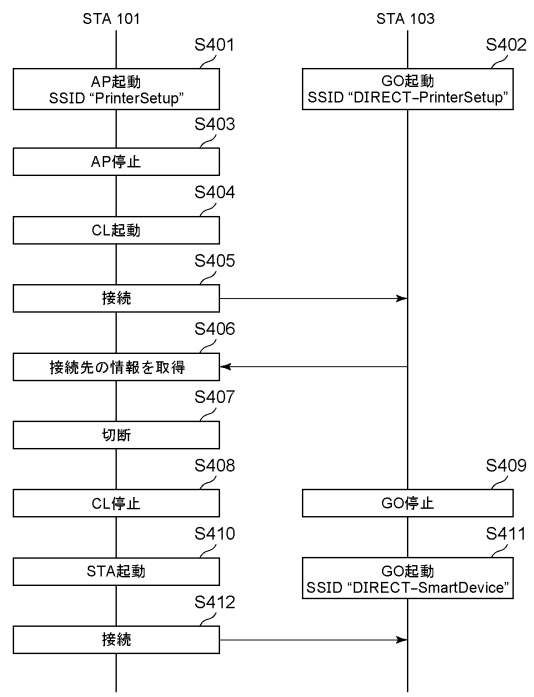 STA 101
STA 103
S401
S402
AP起動
SSID “PrinterSetup”
GO起動
SSID “DIRECT−PrinterSetup”
S403
AP停止
S404
CL起動
S405
接続
S406
接続先の情報を取得
S407
切断
S408
S409
CL停止
GO停止
S410
S411
STA起動
GO起動
SSID “DIRECT−SmartDevice”
S412
接続